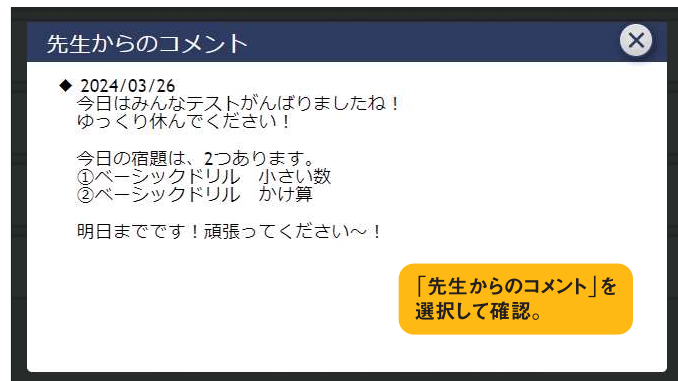 先生からのコメント
◆ 2024/03/26
今日はみんなテストがんばりましたね！
ゆっくり休んでください！
今日の宿題は、2つあります。
①ベーシックドリル　小さい数
②ベーシックドリル　かけ算
明日までです！頑張ってください～！
「先生からのコメント」を
選択して確認。